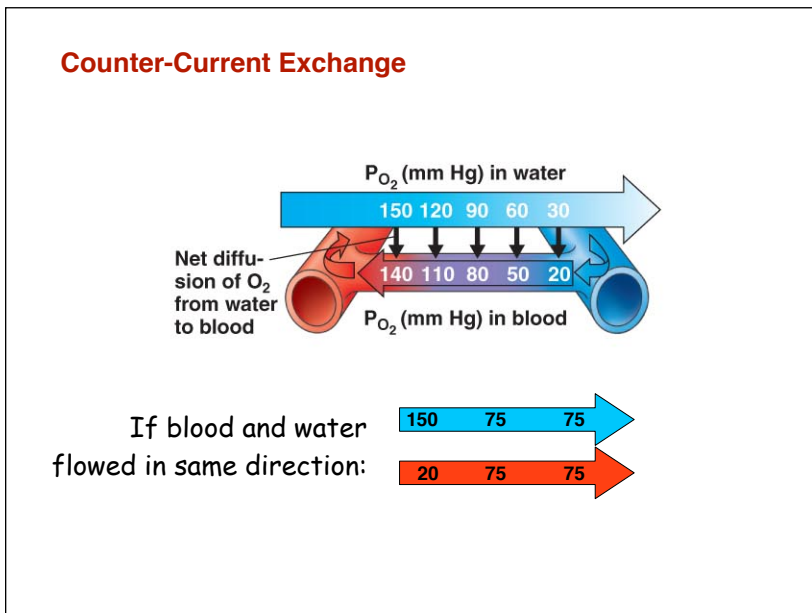 Counter-Current Exchange
PO2 (mm Hg) in water
150 120 90 60 30
Net diffu-
sion of O2
from water
to blood
140 110 80 50 20
PO2 (mm Hg) in blood
If blood and water
flowed in same direction:
150 75 75
20 75 75